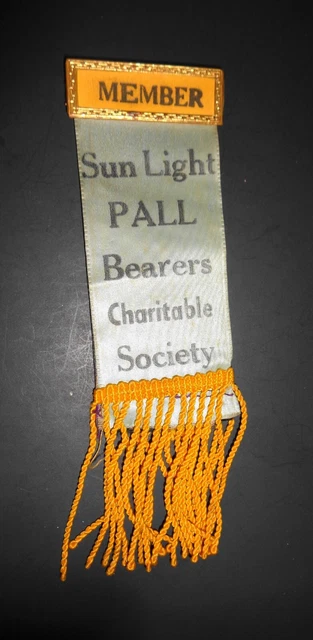 MEMBER
Sun Light
PALL
Bearers
Charitable
Society